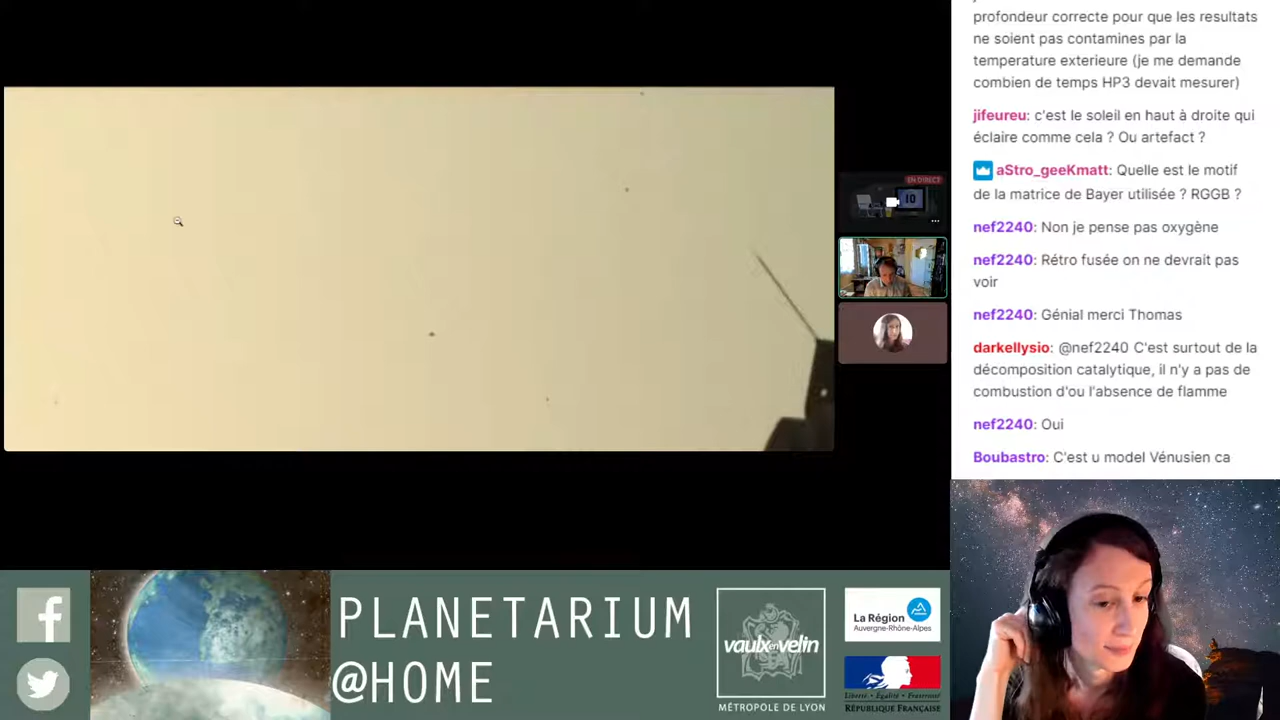 profondeur correcte pour que les resultats
ne soient pas contamines par la
temperature exterieure (je me demande
combien de temps HP3 devait mesurer)
jifeureu: c'est le soleil en haut à droite qui
éclaire comme cela ? Ou artefact ?
aStro_geeKmatt: Quelle est le motif
de la matrice de Bayer utilisée ? RGGB ?
nef2240: Non je pense pas oxygène
nef2240: Rétro fusée on ne devrait pas
voir
nef2240: Génial merci Thomas
darkellysio: @nef2240 C'est surtout de la
décomposition catalytique, il n'y a pas de
combustion d'ou l'absence de flamme
nef2240: Oui
Boubastro: C'est u model Vénusien ca
EN DIRECT
10
PLANETARIUM
@HOME
vaulx en velin
MÉTROPOLE DE LYON
La Région
Auvergne-Rhône-Alpes
Liberté • Égalité • Fraternité
RÉPUBLIQUE FRANÇAISE